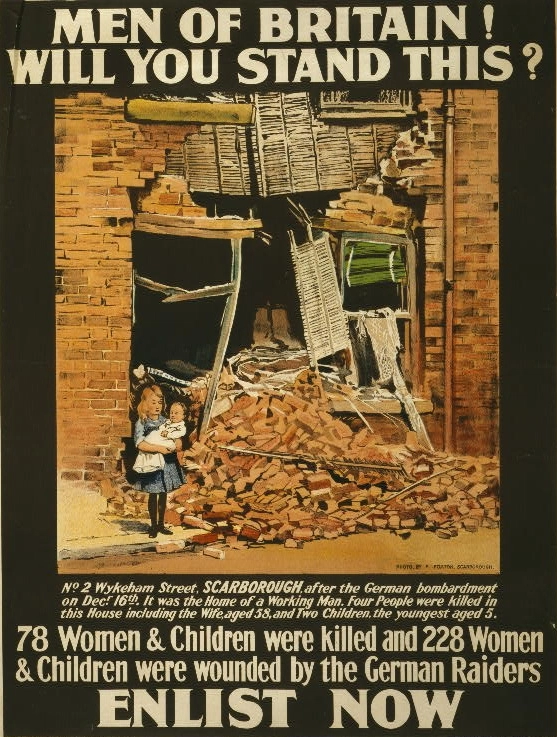 MEN OF BRITAIN!
WILL YOU STAND THIS?
PHOTO. BY F. FOXTON, SCARBOROUGH.
Nº 2 Wykeham Street, SCARBOROUGH, after the German bombardment
on Decr 16th. It was the Home of a Working Man. Four People were killed in
this House including the Wife, aged 58, and Two Children, the youngest aged 5.
78 Women & Children were killed and 228 Women
& Children were wounded by the German Raiders
ENLIST NOW